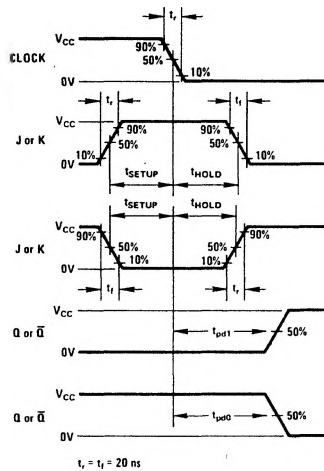 tr
VCC
90%
CLOCK
50%
10%
0V
tr
tf
VCC
90%
90%
J or K
50%
50%
10%
10%
0V
tSETUP
tHOLD
tSETUP
tHOLD
VCC
90%
90%
J or K
50%
50%
10%
10%
0V
tf
tr
VCC
tpd1
50%
Q or Q̅
0V
VCC
tpd0
50%
Q or Q̅
0V
tr = tf = 20 ns